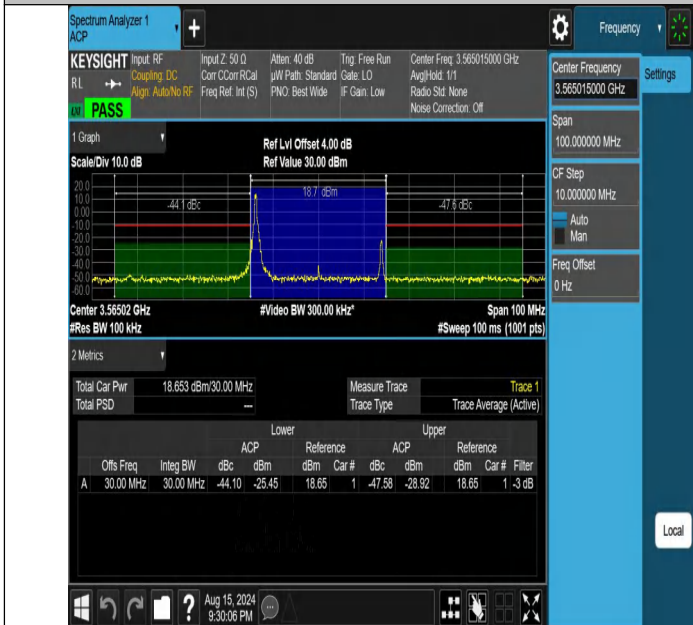 Spectrum Analyzer 1
ACP
Frequency
KEYSIGHT Input: RF Input Z: 50 Ω Atten: 40 dB Trig: Free Run Center Freq: 3.565015000 GHz
RL Coupling: DC Corr CCorr RCal µW Path: Standard Gate: LO Avg|Hold: 1/1
Align: Auto/No RF Freq Ref: Int (S) PNO: Best Wide IF Gain: Low Radio Std: None
PASS Noise Correction: Off
Center Frequency
3.565015000 GHz
Settings
Span
100.000000 MHz
CF Step
10.000000 MHz
Auto
Man
Freq Offset
0 Hz
1 Graph
Ref Lvl Offset 4.00 dB
Scale/Div 10.0 dB Ref Value 30.00 dBm
20.0
10.0
0.00
-10.0
-20.0
-30.0
-40.0
-50.0
-60.0
-44.1 dBc 18.7 dBm -47.6 dBc
Center 3.56502 GHz #Video BW 300.00 kHz* Span 100 MHz
#Res BW 100 kHz #Sweep 100 ms (1001 pts)
2 Metrics
Total Car Pwr 18.653 dBm/30.00 MHz Measure Trace Trace 1
Total PSD --- Trace Type Trace Average (Active)
Lower Upper
ACP Reference ACP Reference
Offs Freq Integ BW dBc dBm dBm Car # dBc dBm dBm Car # Filter
A 30.00 MHz 30.00 MHz -44.10 -25.45 18.65 1 -47.58 -28.92 18.65 1 -3 dB
Local
? Aug 15, 2024
9:30:06 PM